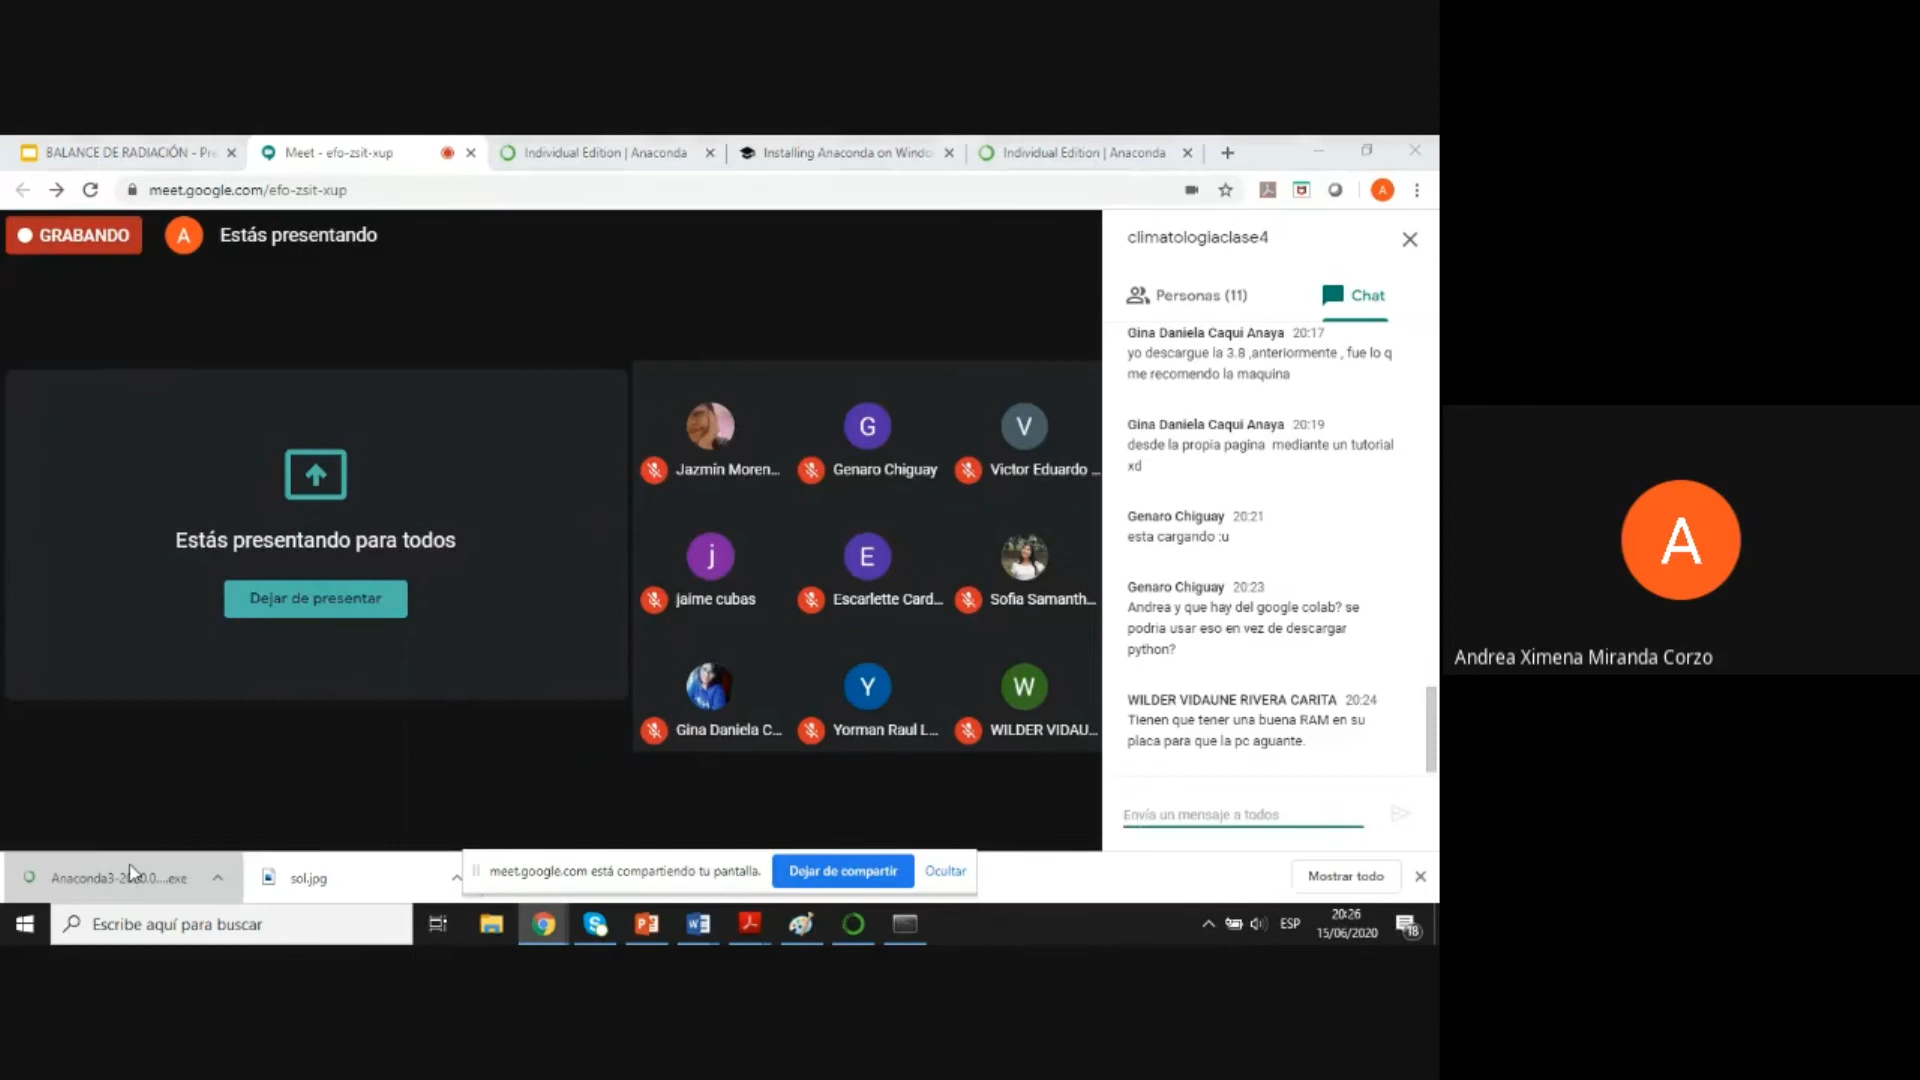 BALANCE DE RADIACIÓN - Pre
Meet - efo-zsit-xup
Individual Edition | Anaconda
Installing Anaconda on Windo
Individual Edition | Anaconda
meet.google.com/efo-zsit-xup
A
GRABANDO
A
Estás presentando
climatologiaclase4
Personas (11)
Chat
Gina Daniela Caqui Anaya 20:17
yo descargue la 3.8 ,anteriormente , fue lo q
me recomendo la maquina
Gina Daniela Caqui Anaya 20:19
desde la propia pagina mediante un tutorial
xd
Genaro Chiguay 20:21
esta cargando :u
Genaro Chiguay 20:23
Andrea y que hay del google colab? se
podria usar eso en vez de descargar
python?
WILDER VIDAUNE RIVERA CARITA 20:24
Tienen que tener una buena RAM en su
placa para que la pc aguante.
Envía un mensaje a todos
Estás presentando para todos
Dejar de presentar
G
V
Jazmín Moren...
Genaro Chiguay
Victor Eduardo ...
j
E
jaime cubas
Escarlette Card...
Sofia Samanth...
Y
W
Gina Daniela C...
Yorman Raul L...
WILDER VIDAU...
A
Andrea Ximena Miranda Corzo
sol.jpg
meet.google.com está compartiendo tu pantalla.
Dejar de compartir
Ocultar
Mostrar todo
Escribe aquí para buscar
ESP
20:26
15/06/2020
18